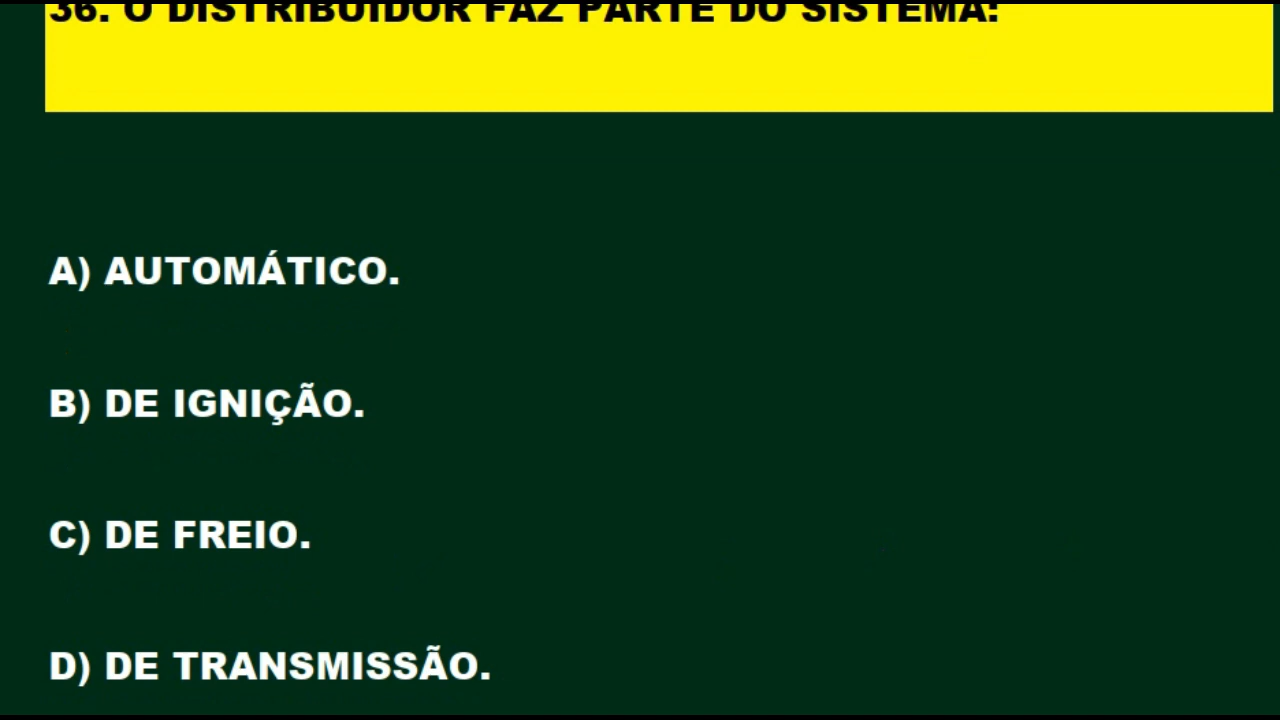 36. O DISTRIBUIDOR FAZ PARTE DO SISTEMA:
A) AUTOMÁTICO.
B) DE IGNIÇÃO.
C) DE FREIO.
D) DE TRANSMISSÃO.